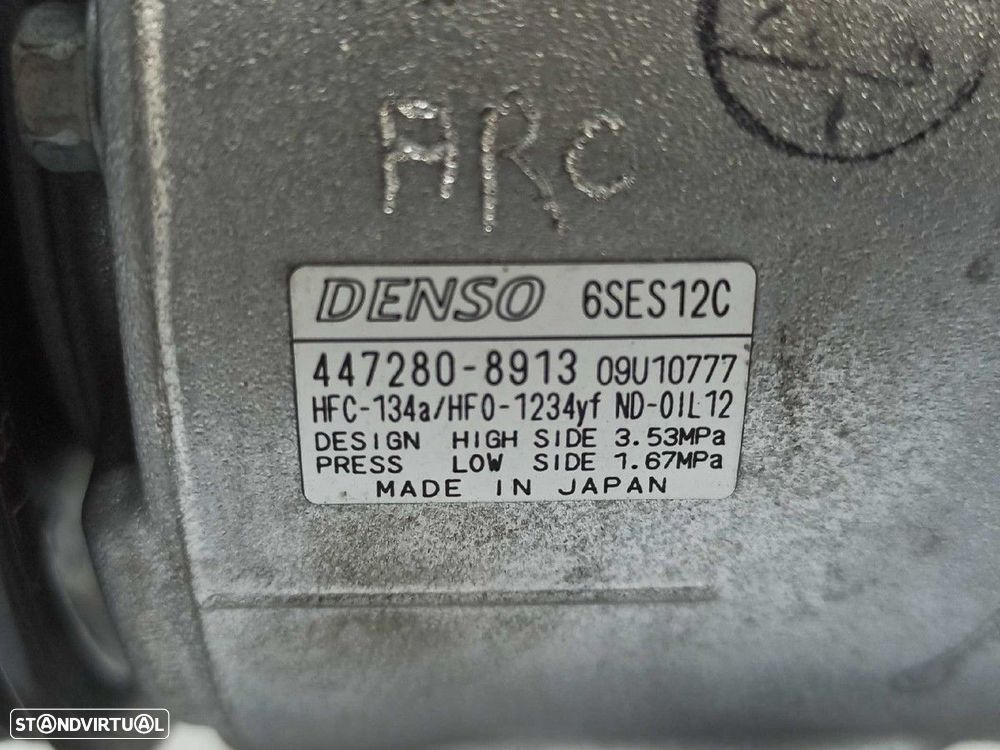 ARC
DENSO 6SES12C
447280-8913 09U10777
HFC-134a/HFO-1234yf ND-OIL12
DESIGN HIGH SIDE 3.53MPa
PRESS LOW SIDE 1.67MPa
MADE IN JAPAN
STANDVIRTUAL